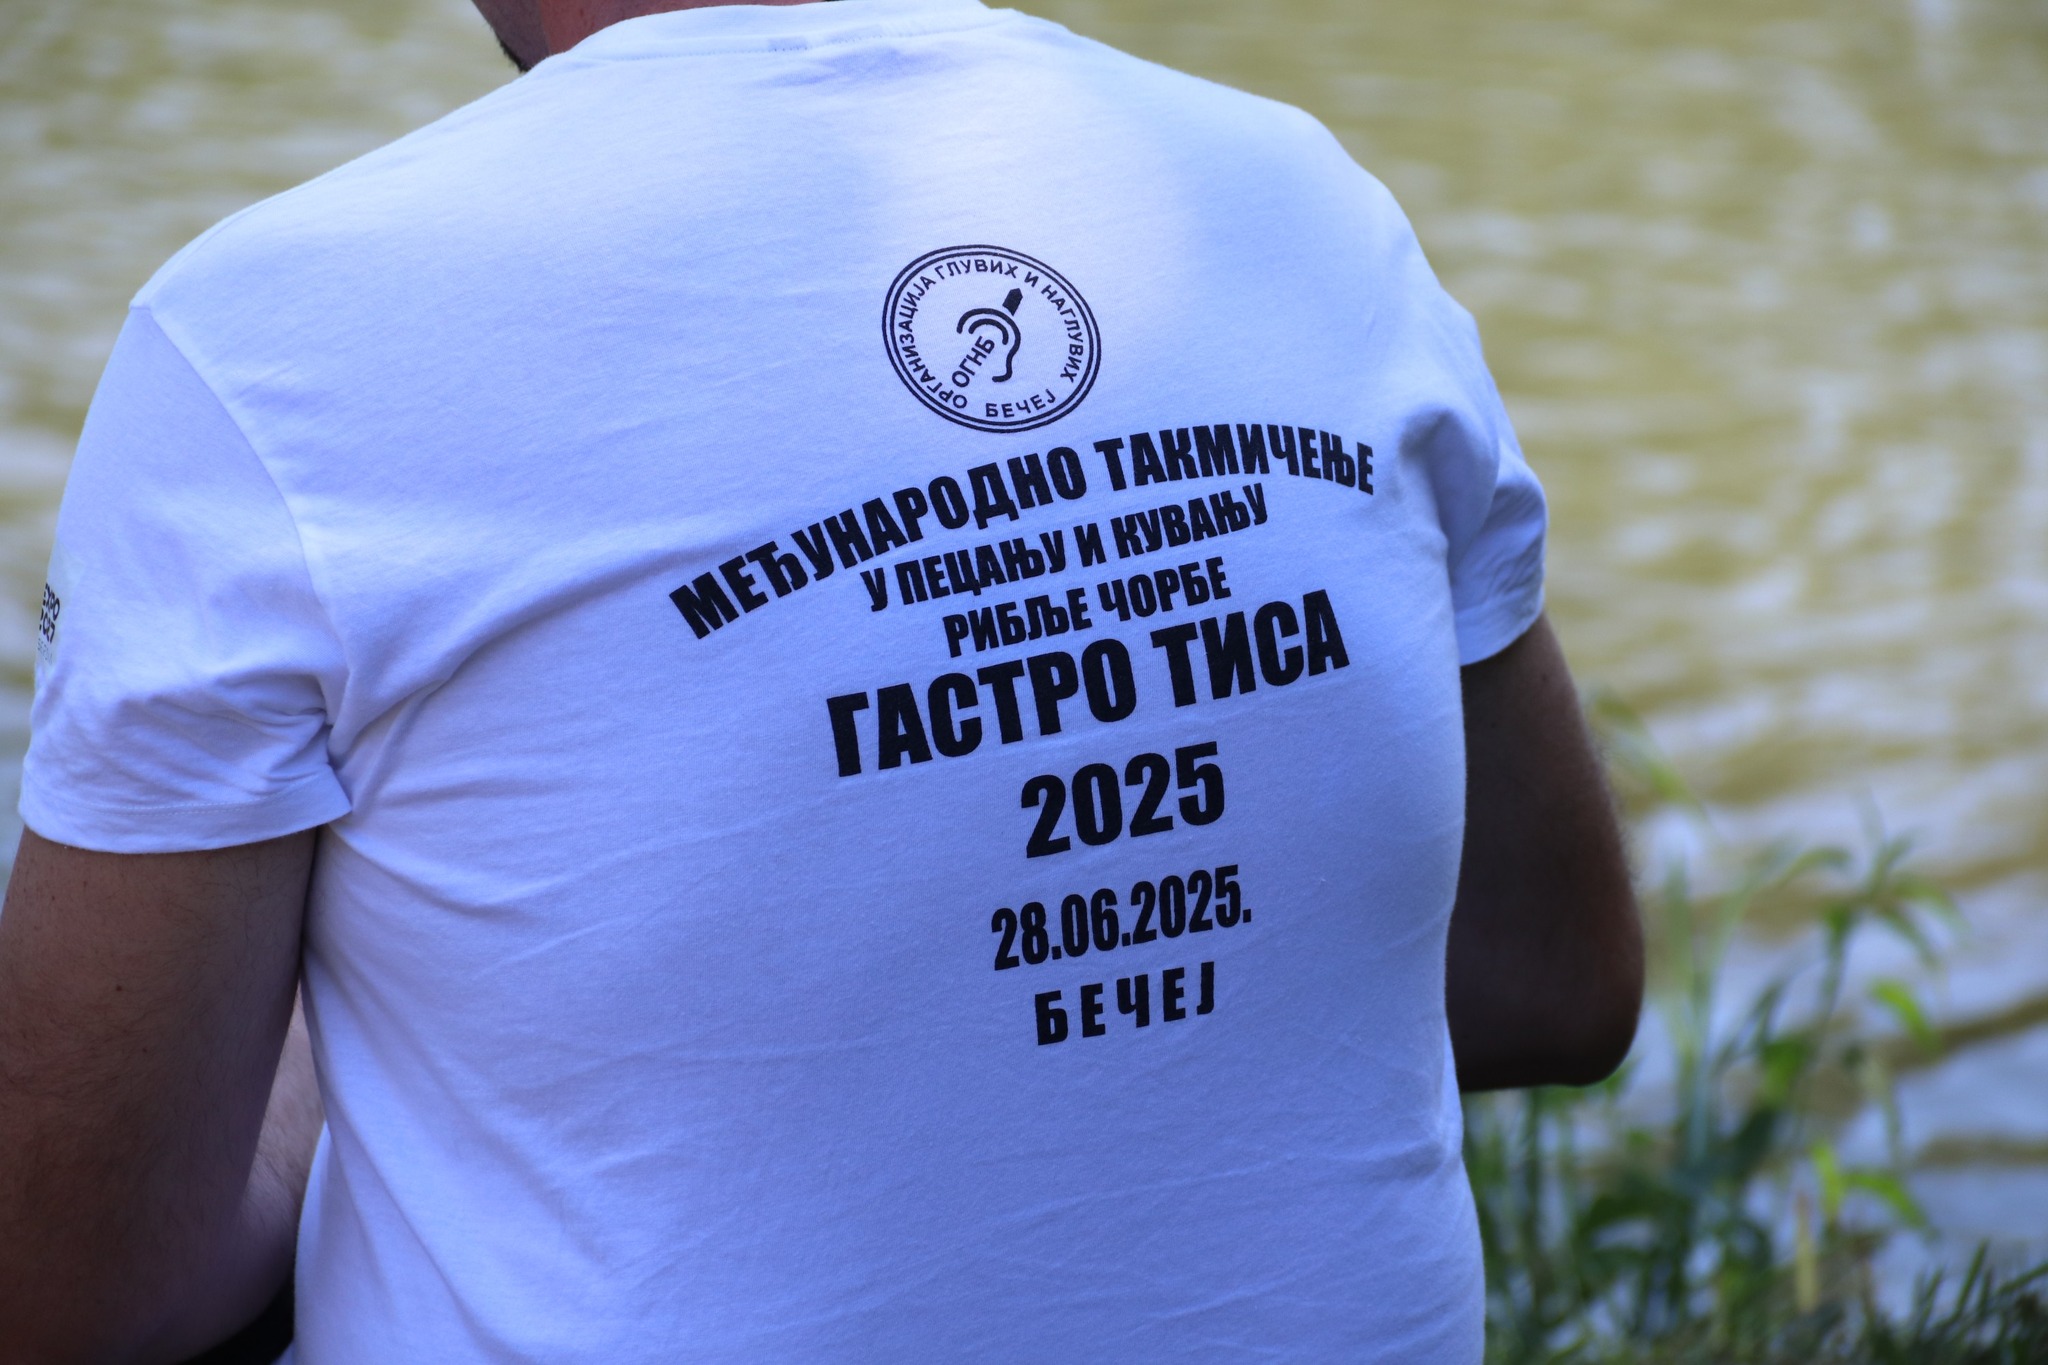 ОРГАНИЗАЦИЈА ГЛУВИХ И НАГЛУВИХ
ОГНБ
БЕЧЕЈ
МЕЂУНАРОДНО ТАКМИЧЕЊЕ
У ПЕЦАЊУ И КУВАЊУ
РИБЉЕ ЧОРБЕ
ГАСТРО ТИСА
2025
28.06.2025.
БЕЧЕЈ